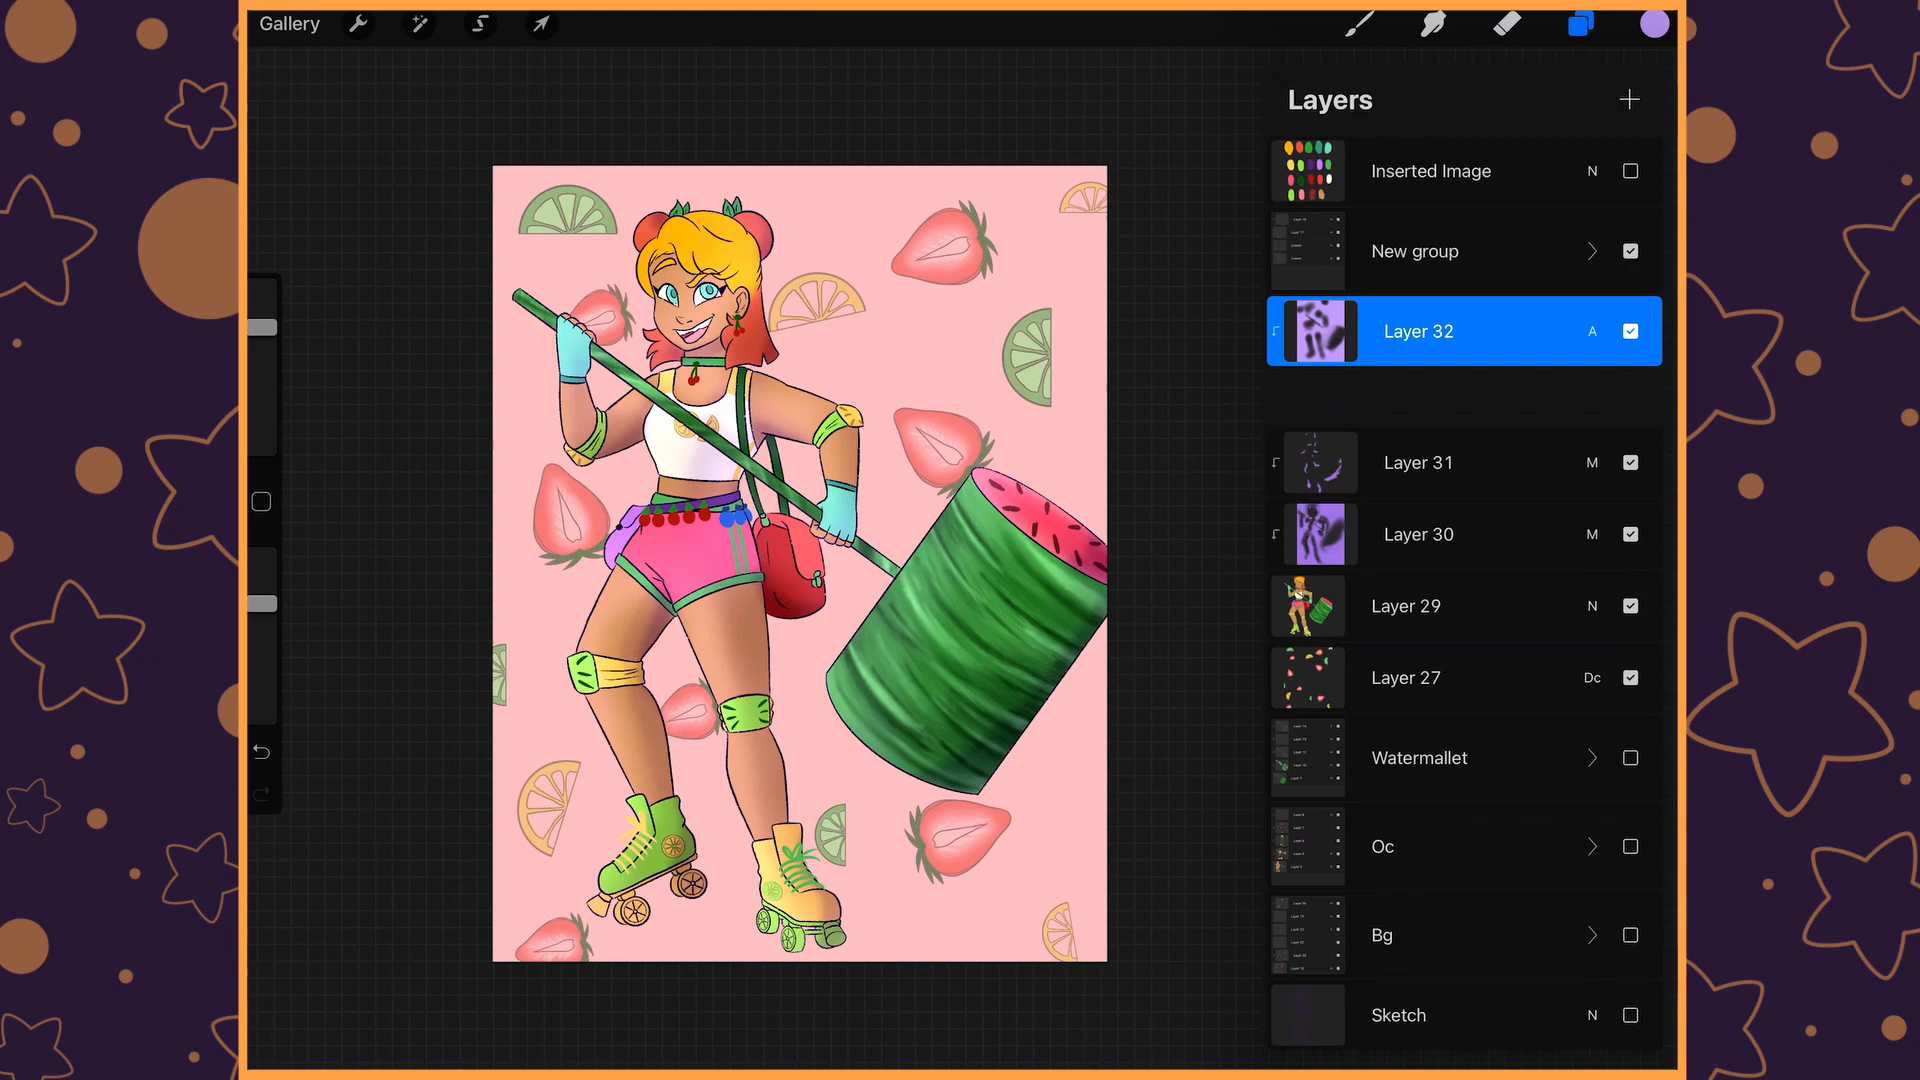 Gallery
Layers
Inserted Image N
New group
Layer 32 A
Layer 31 M
Layer 30 M
Layer 29 N
Layer 27 Dc
Watermallet
Oc
Bg
Sketch N